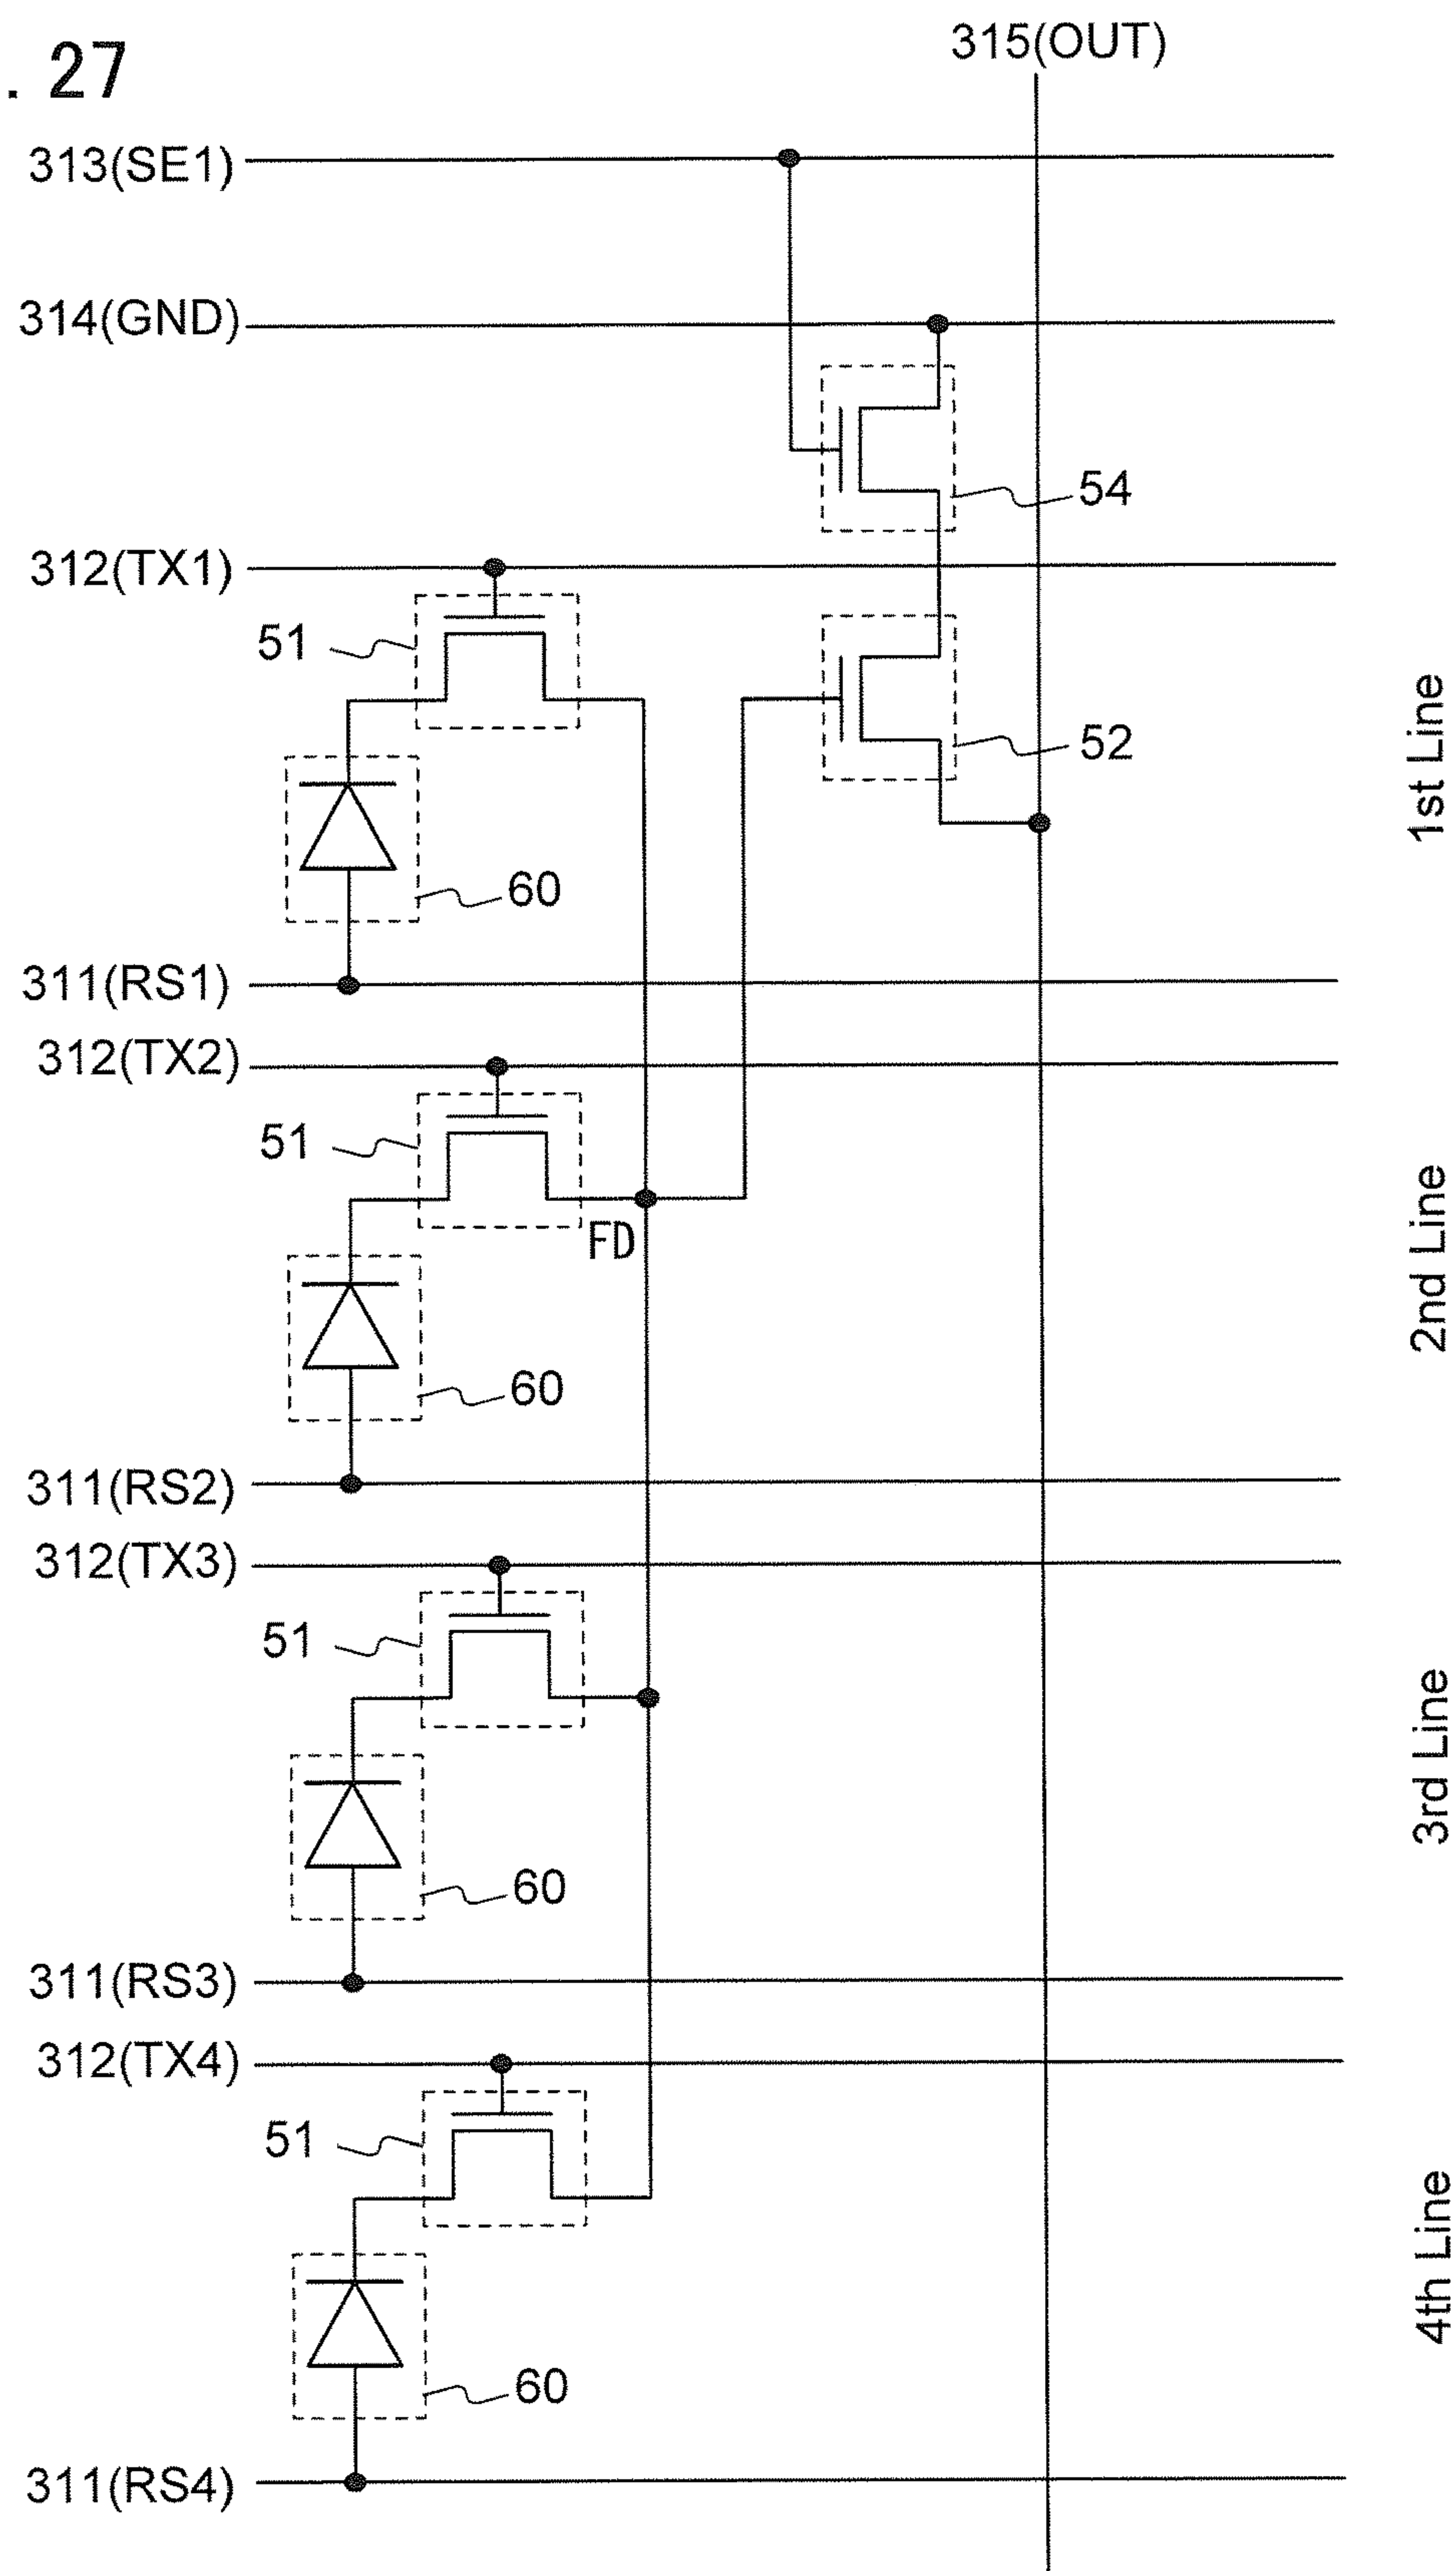 . 27
315(OUT)
313(SE1)
314(GND)
54
312(TX1)
51
52
60
1st Line
311(RS1)
312(TX2)
51
FD
60
2nd Line
311(RS2)
312(TX3)
51
60
3rd Line
311(RS3)
312(TX4)
51
60
4th Line
311(RS4)